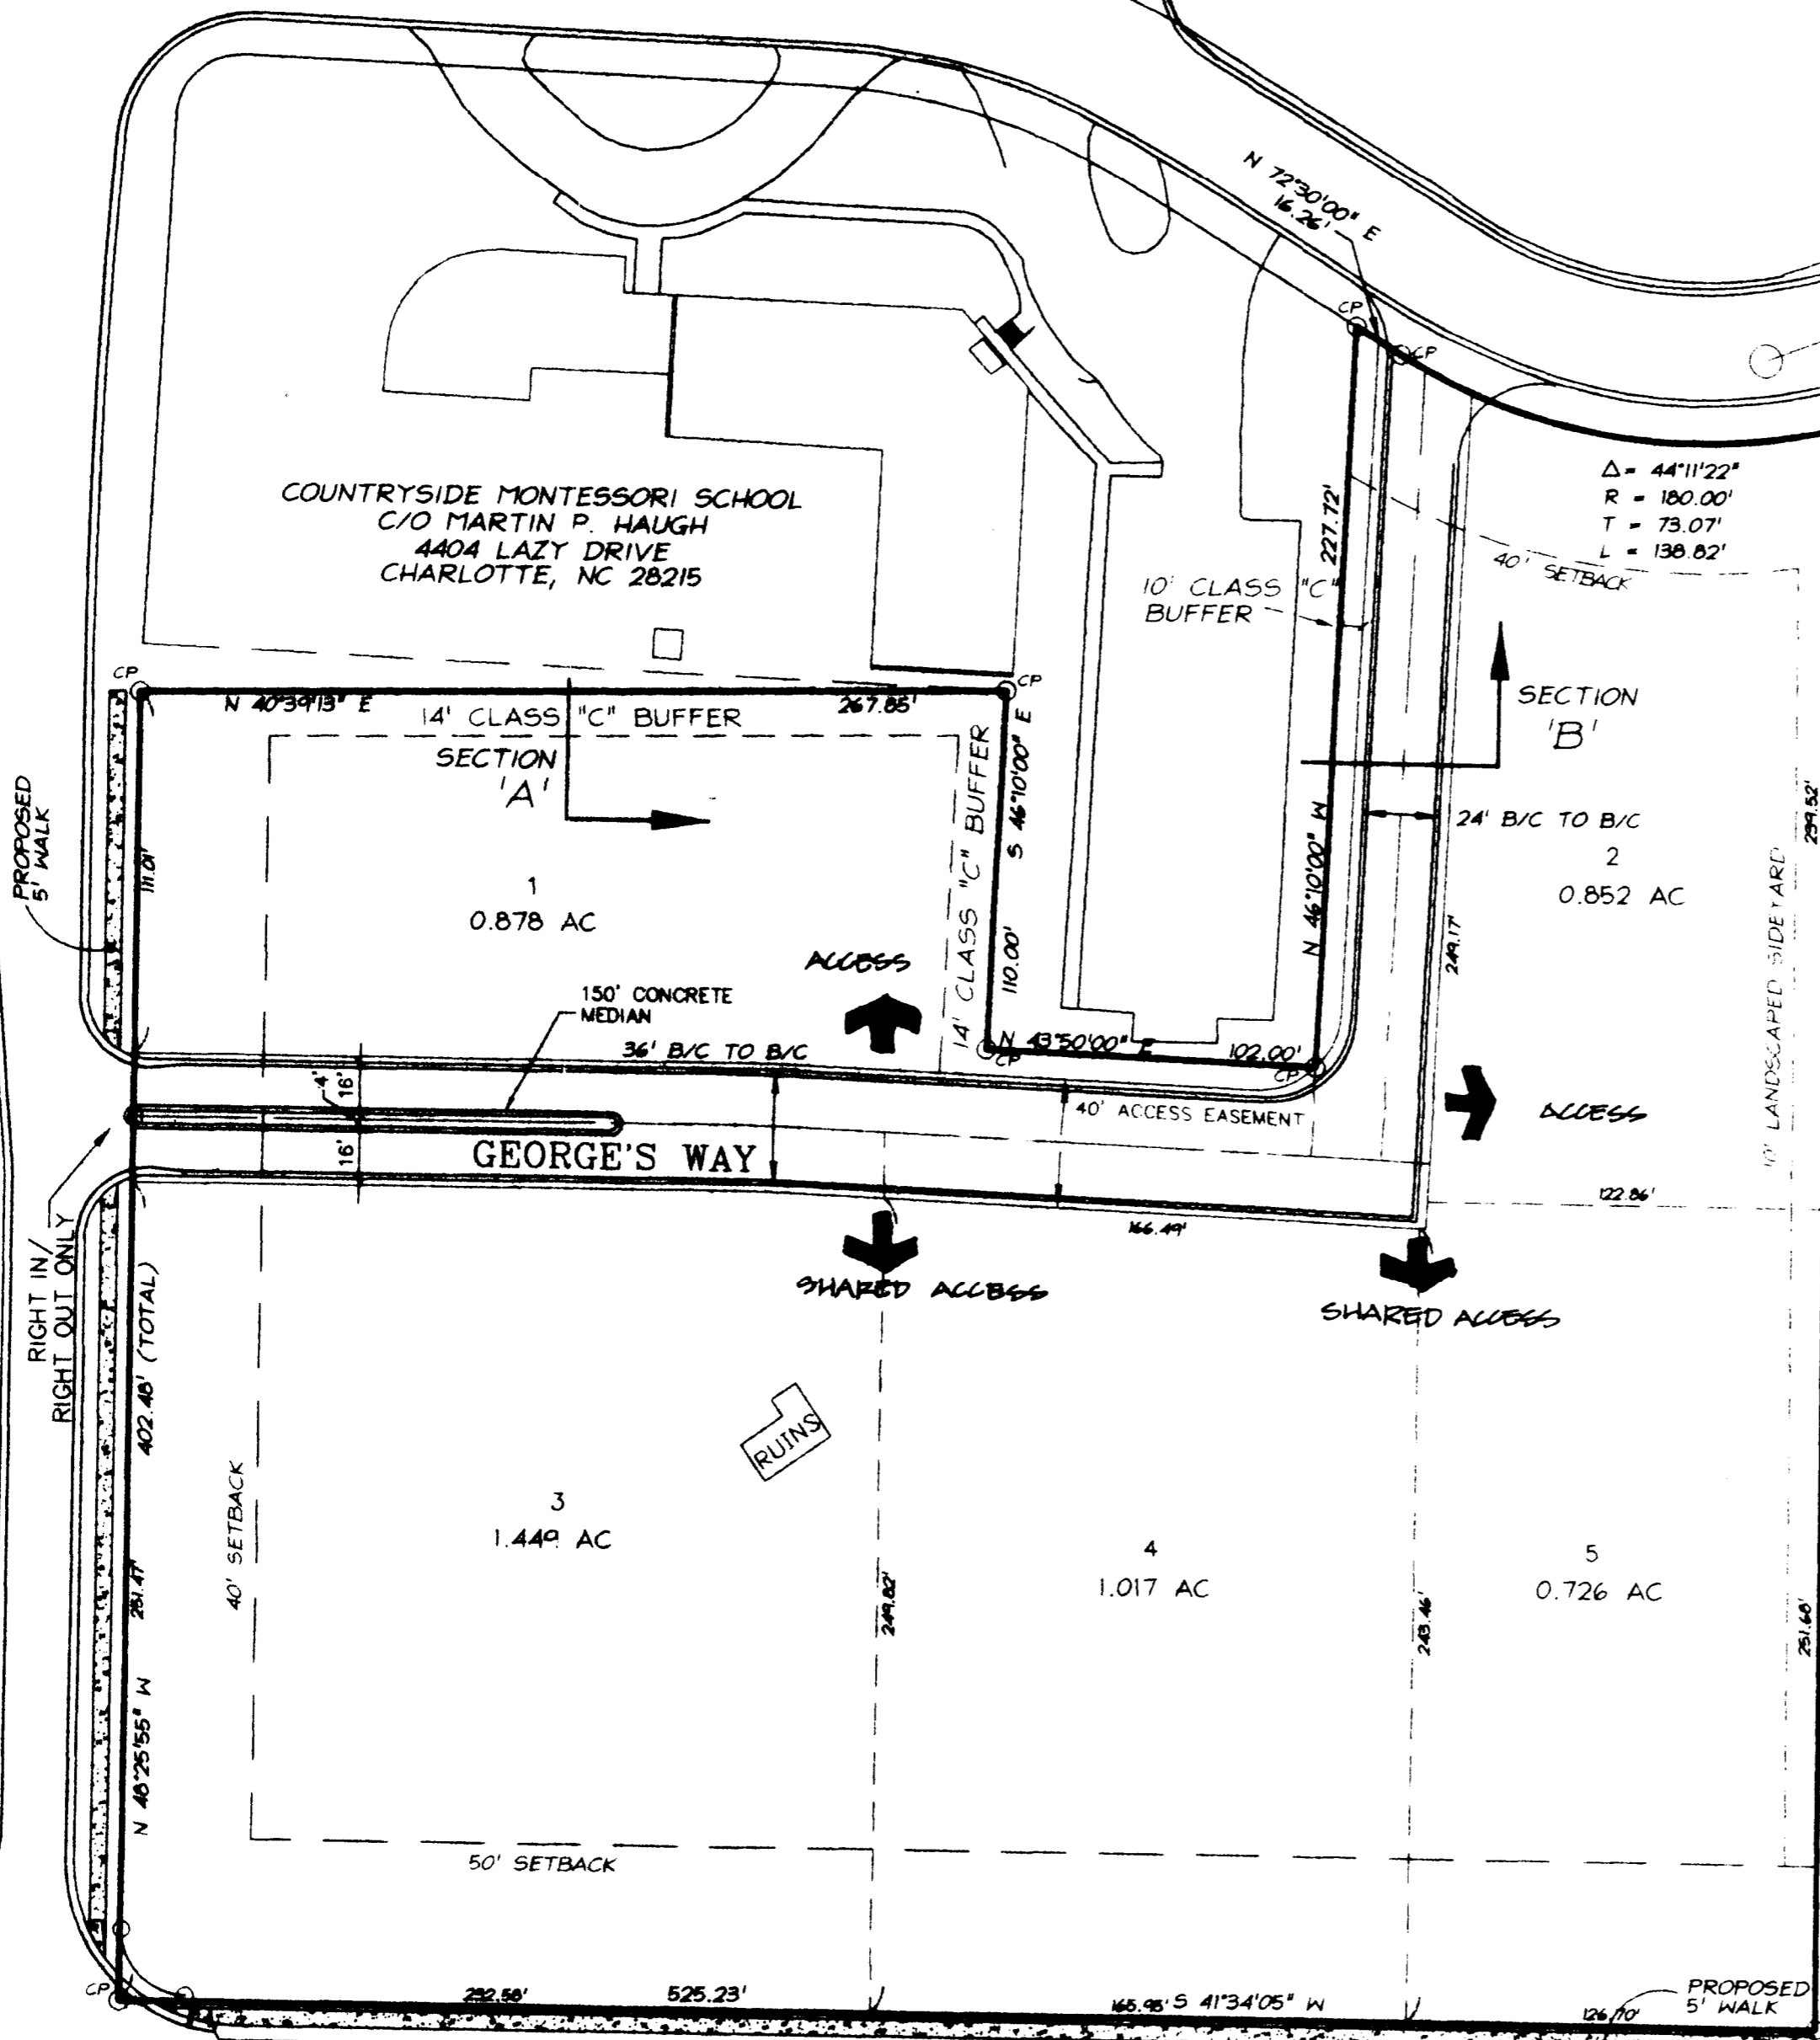 N 72°30'00" E
16.26'
CP
CP
Δ= 44°11'22"
R = 180.00'
T = 73.07'
L = 138.82'
40' SETBACK
COUNTRYSIDE MONTESSORI SCHOOL
C/O MARTIN P. HAUGH
4404 LAZY DRIVE
CHARLOTTE, NC 28215
227.72'
10' CLASS "C"
BUFFER
CP
CP
N 40°39'13" E
267.85'
14' CLASS "C" BUFFER
SECTION
'A'
S 46°10'00" E
14' CLASS "C" BUFFER
110.00'
SECTION
'B'
24' B/C TO B/C
N 46°10'00" W
2
0.852 AC
299.52'
249.17'
10' LANDSCAPED SIDEYARD
PROPOSED
5' WALK
111.01'
1
0.878 AC
ACCESS
150' CONCRETE
MEDIAN
36' B/C TO B/C
N 43°50'00" E
102.00'
CP
CP
4'
16'
16'
40' ACCESS EASEMENT
ACCESS
GEORGE'S WAY
122.86'
166.49'
RIGHT IN/
RIGHT OUT ONLY
SHARED ACCESS
SHARED ACCESS
402.48' (TOTAL)
RUINS
40' SETBACK
3
1.449 AC
4
1.017 AC
5
0.726 AC
251.47'
249.82'
243.46'
251.68'
N 48°25'55" W
50' SETBACK
CP
232.58'
525.23'
165.95'
S 41°34'05" W
126.70'
PROPOSED
5' WALK